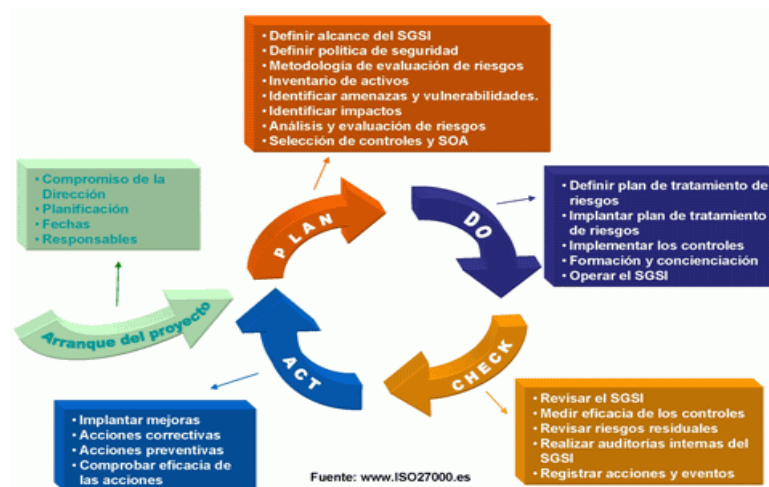 • Definir alcance del SGSI
• Definir política de seguridad
• Metodología de evaluación de riesgos
• Inventario de activos
• Identificar amenazas y vulnerabilidades.
• Identificar impactos
• Análisis y evaluación de riesgos
• Selección de controles y SOA
• Compromiso de la
Dirección
• Planificación
• Fechas
• Responsables
• Definir plan de tratamiento de
riesgos
• Implantar plan de tratamiento
de riesgos
• Implementar los controles
• Formación y concienciación
• Operar el SGSI
PLAN
DO
Arranque del proyecto
ACT
CHECK
• Implantar mejoras
• Acciones correctivas
• Acciones preventivas
• Comprobar eficacia de
las acciones
• Revisar el SGSI
• Medir eficacia de los controles
• Revisar riesgos residuales
• Realizar auditorías internas del
SGSI
• Registrar acciones y eventos
Fuente: www.ISO27000.es